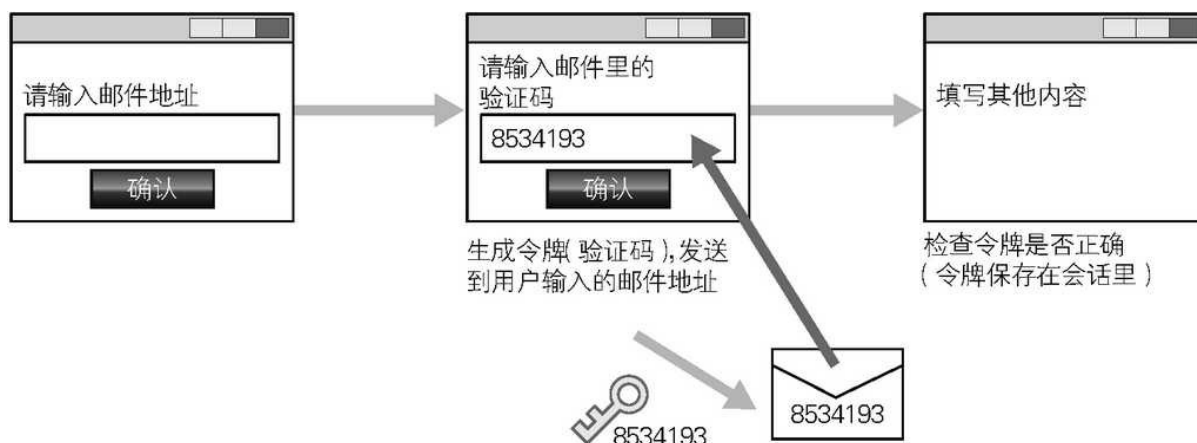 请输入邮件地址
确认
请输入邮件里的
验证码
8534193
确认
生成令牌(验证码),发送
到用户输入的邮件地址
填写其他内容
检查令牌是否正确
(令牌保存在会话里)
8534193
8534193